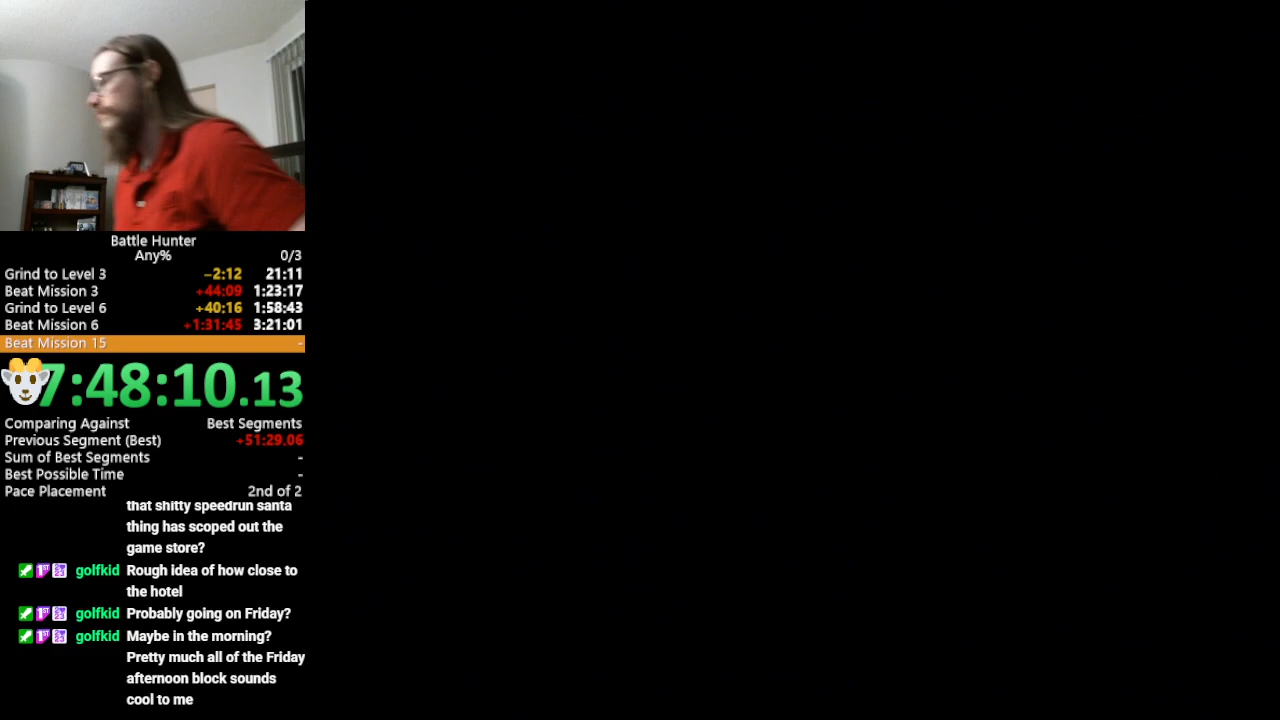 Battle Hunter
Any% 0/3
Grind to Level 3 −2:12 21:11
Beat Mission 3 +44:09 1:23:17
Grind to Level 6 +40:16 1:58:43
Beat Mission 6 +1:31:45 3:21:01
Beat Mission 15 -
7:48:10.13
Comparing Against Best Segments
Previous Segment (Best) +51:29.06
Sum of Best Segments -
Best Possible Time -
Pace Placement 2nd of 2
that shitty speedrun santa
thing has scoped out the
game store?
golfkid Rough idea of how close to
the hotel
golfkid Probably going on Friday?
golfkid Maybe in the morning?
Pretty much all of the Friday
afternoon block sounds
cool to me